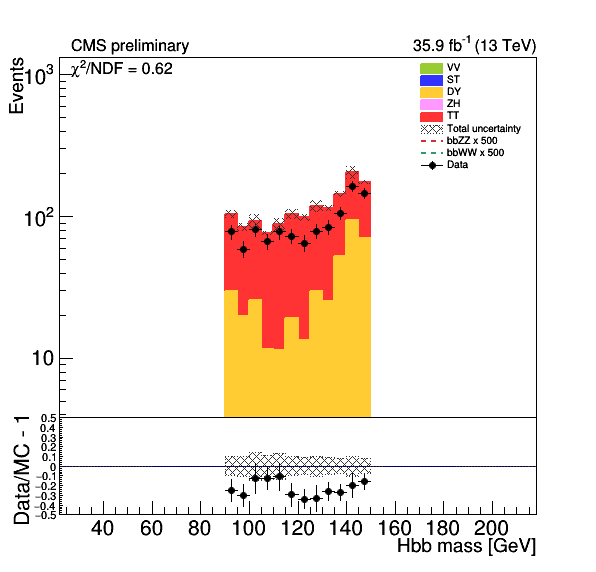 CMS preliminary 35.9 fb⁻¹ (13 TeV)
χ²/NDF = 0.62
Events
10³
10²
10
VV
ST
DY
ZH
TT
Total uncertainty
bbZZ x 500
bbWW x 500
Data
Data/MC - 1
0.5
0.4
0.3
0.2
0.1
0
−0.1
−0.2
−0.3
−0.4
−0.5
40 60 80 100 120 140 160 180 200
Hbb mass [GeV]